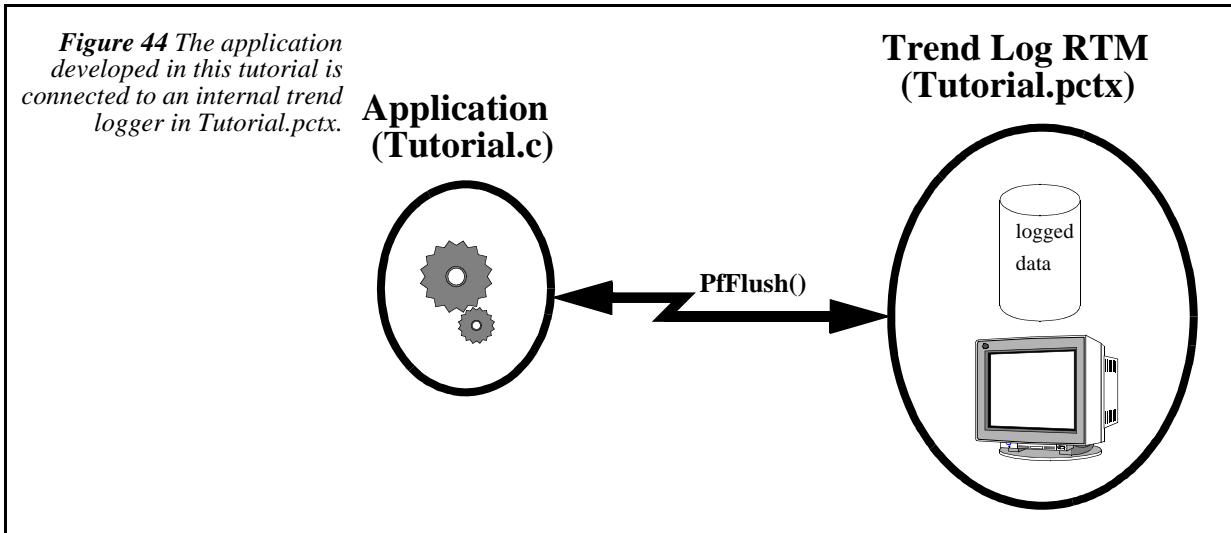 Figure 44 The application
developed in this tutorial is
connected to an internal trend
logger in Tutorial.pctx.
Application
(Tutorial.c)
Trend Log RTM
(Tutorial.pctx)
logged
data
PfFlush()